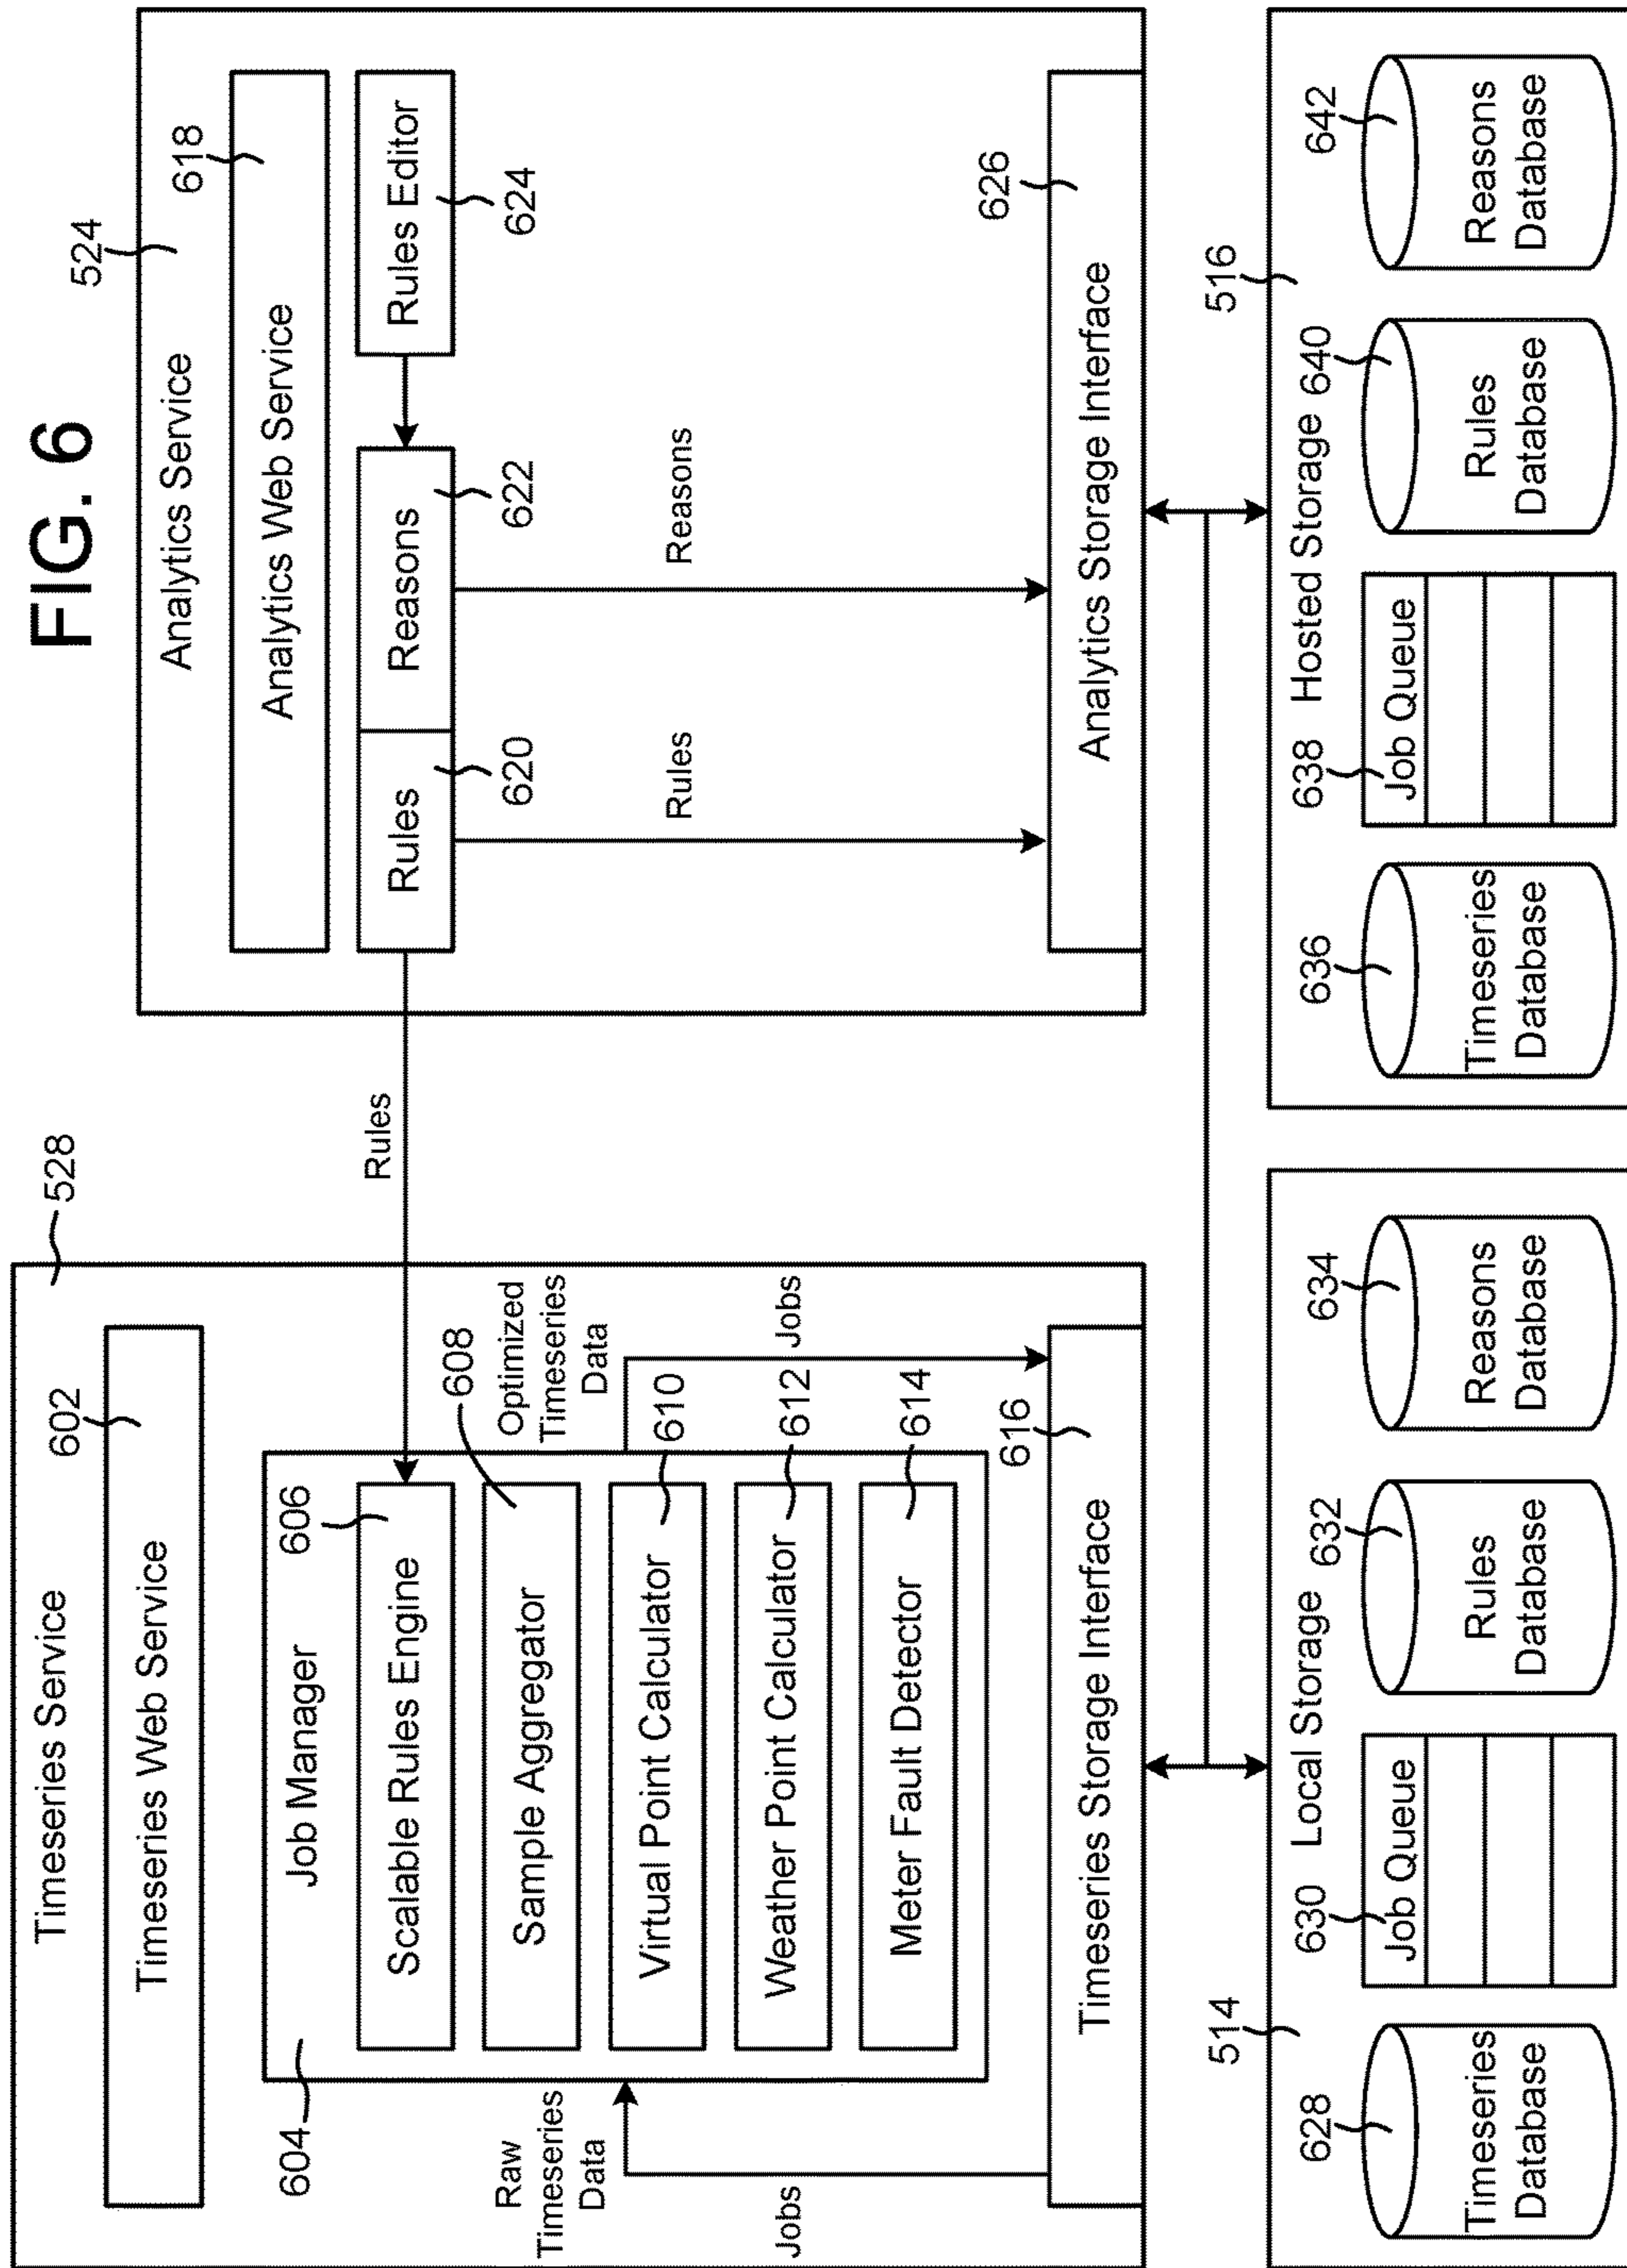 FIG. 6
528
Timeseries Service
602
Timeseries Web Service
604
Job Manager
606
Scalable Rules Engine
608
Sample Aggregator
610
Virtual Point Calculator
612
Weather Point Calculator
614
Meter Fault Detector
Raw
Timeseries
Data
Jobs
Optimized
Timeseries
Data
Jobs
616
Timeseries Storage Interface
Rules
524
Analytics Service
618
Analytics Web Service
Rules
620
Reasons
622
Rules Editor
624
Rules
Reasons
626
Analytics Storage Interface
514
Local Storage
628
Timeseries
Database
630
Job Queue
632
Rules
Database
634
Reasons
Database
516
Hosted Storage
636
Timeseries
Database
638
Job Queue
640
Rules
Database
642
Reasons
Database